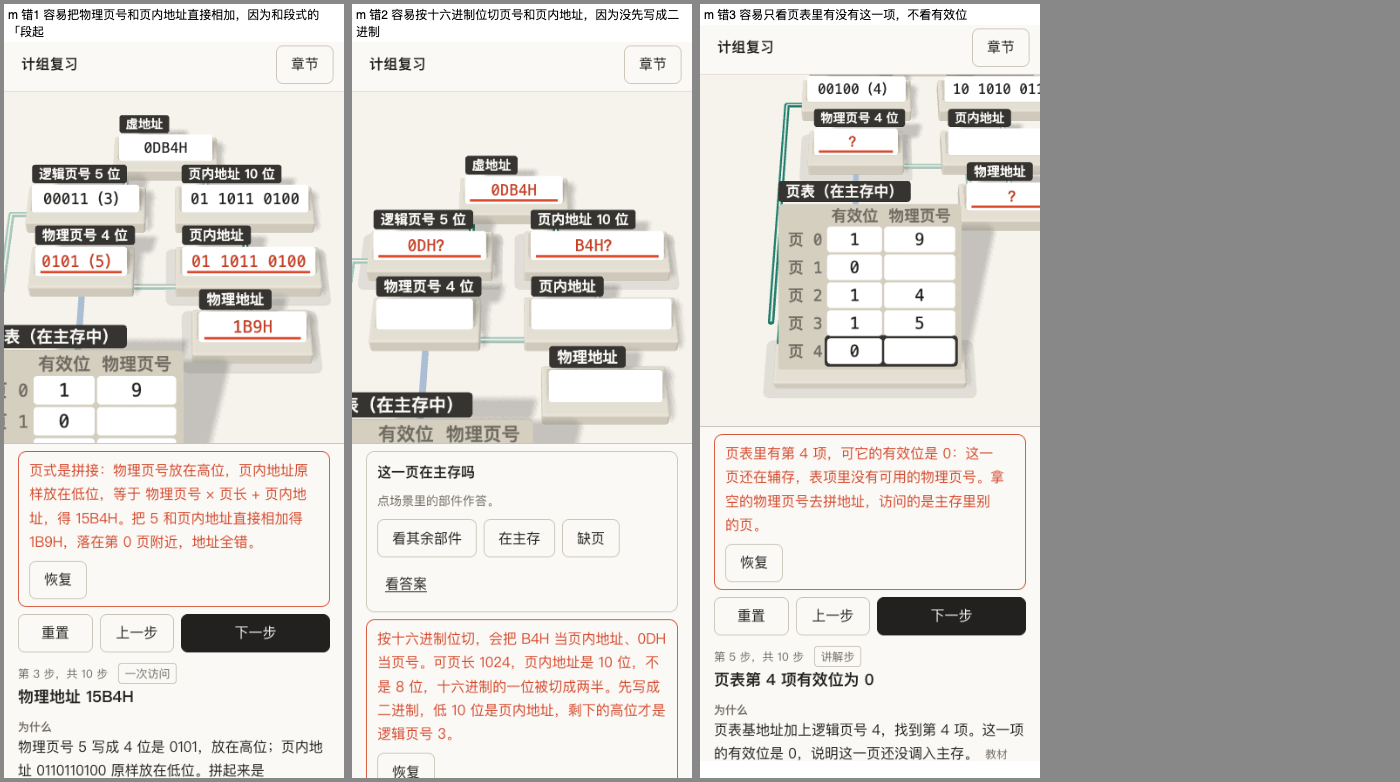 m 错1 容易把物理页号和页内地址直接相加，因为和段式的
「段起
计组复习
章节
虚地址
0DB4H
逻辑页号 5 位
页内地址 10 位
00011 (3)
01 1011 0100
物理页号 4 位
页内地址
0101 (5)
01 1011 0100
物理地址
1B9H
表（在主存中）
有效位 物理页号
0 1 9
1 0
页式是拼接：物理页号放在高位，页内地址原
样放在低位，等于 物理页号 × 页长 + 页内地
址，得 15B4H。把 5 和页内地址直接相加得
1B9H，落在第 0 页附近，地址全错。
恢复
重置
上一步
下一步
第 3 步，共 10 步 一次访问
物理地址 15B4H
为什么
物理页号 5 写成 4 位是 0101，放在高位；页内地
址 0110110100 原样放在低位。拼起来是
m 错2 容易按十六进制位切页号和页内地址，因为没先写成二
进制
计组复习
章节
虚地址
0DB4H
逻辑页号 5 位
页内地址 10 位
0DH?
B4H?
物理页号 4 位
页内地址
物理地址
表（在主存中）
有效位 物理页号
这一页在主存吗
点场景里的部件作答。
看其余部件
在主存
缺页
看答案
按十六进制位切，会把 B4H 当页内地址、0DH
当页号。可页长 1024，页内地址是 10 位，不
是 8 位，十六进制的一位被切成两半。先写成
二进制，低 10 位是页内地址，剩下的高位才是
逻辑页号 3。
恢复
m 错3 容易只看页表里有没有这一项，不看有效位
计组复习
章节
00100 (4)
10 1010 011
物理页号 4 位
页内地址
?
物理地址
?
页表（在主存中）
有效位 物理页号
页 0 1 9
页 1 0
页 2 1 4
页 3 1 5
页 4 0
页表里有第 4 项，可它的有效位是 0：这一
页还在辅存，表项里没有可用的物理页号。拿
空的物理页号去拼地址，访问的是主存里别
的页。
恢复
重置
上一步
下一步
第 5 步，共 10 步 讲解步
页表第 4 项有效位为 0
为什么
页表基地址加上逻辑页号 4，找到第 4 项。这一项
的有效位是 0，说明这一页还没调入主存。 教材